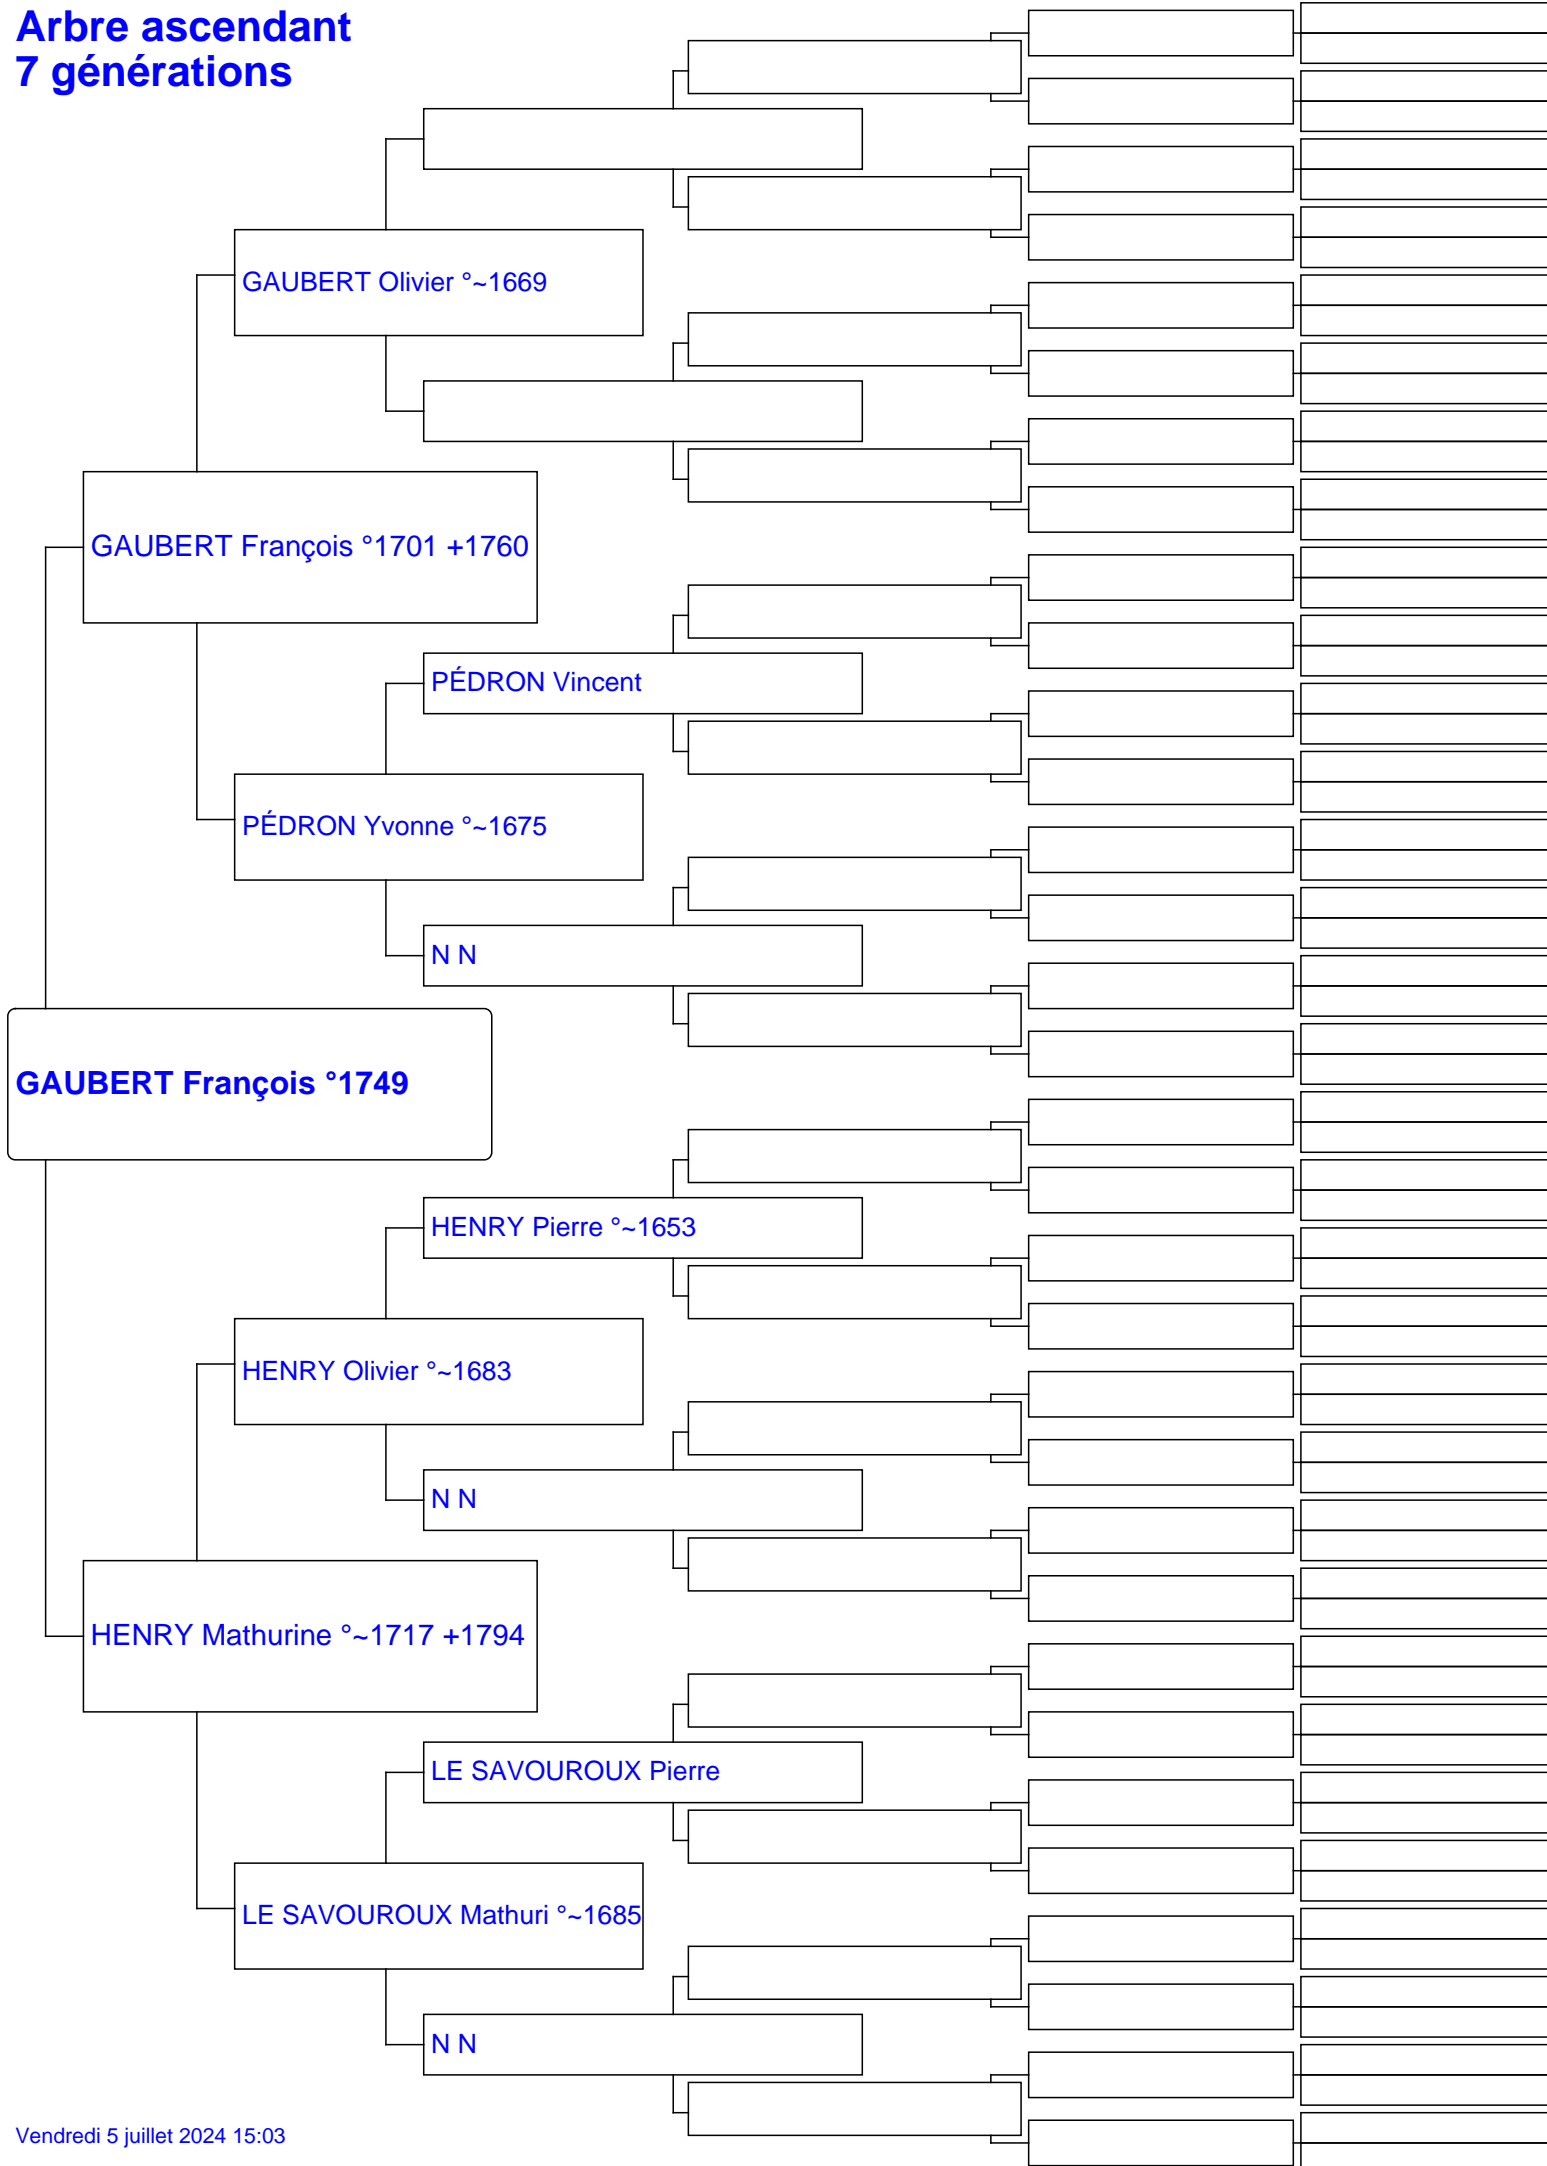 Arbre ascendant
7 générations
GAUBERT Olivier °~1669
GAUBERT François °1701 +1760
PÉDRON Vincent
PÉDRON Yvonne °~1675
N N
GAUBERT François °1749
HENRY Pierre °~1653
HENRY Olivier °~1683
N N
HENRY Mathurine °~1717 +1794
LE SAVOUROUX Pierre
LE SAVOUROUX Mathuri °~1685
N N
Vendredi 5 juillet 2024 15:03